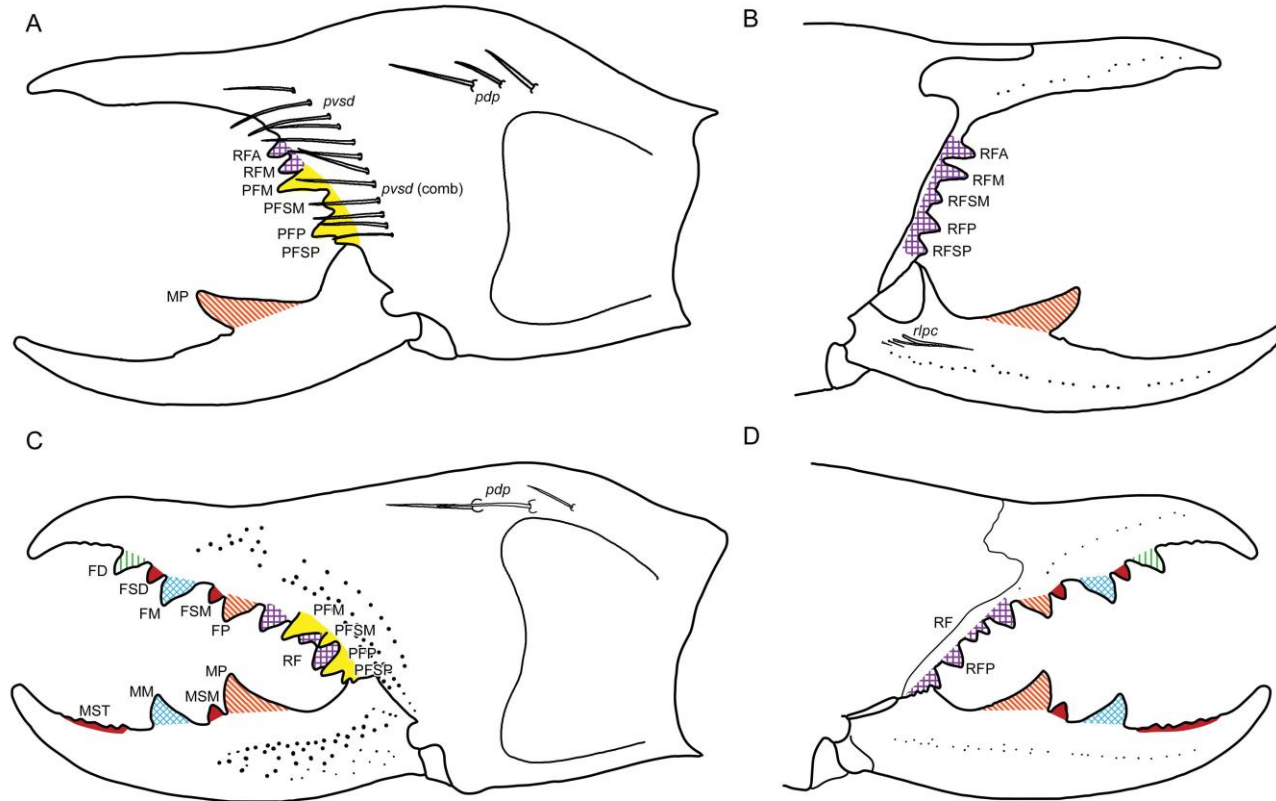 A
pvsd
pdp
RFA
RFM
PFM
pvsd (comb)
PFSM
PFP
PFSP
MP
B
RFA
RFM
RFSM
RFP
RFSP
rlpc
C
pdp
FD
FSD
FM
FSM
FP
PFM
PFSM
RF
PFP
PFSP
MP
MM
MSM
MST
D
RF
RFP